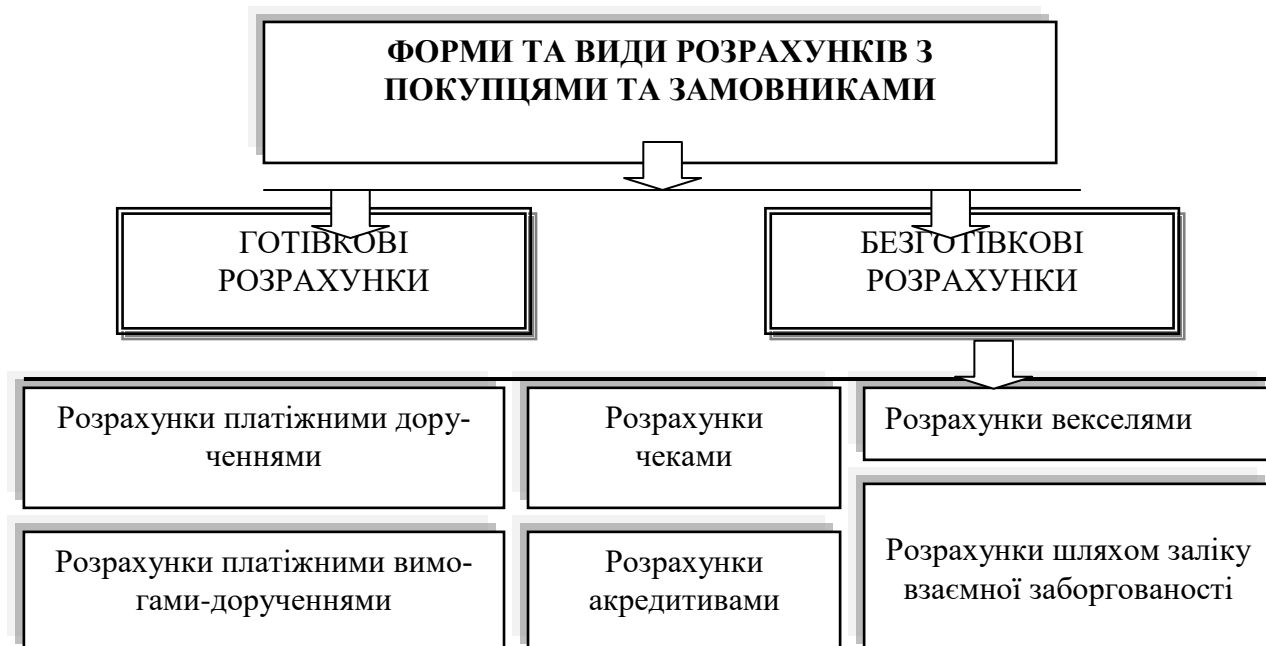 ФОРМИ ТА ВИДИ РОЗРАХУНКІВ З
ПОКУПЦЯМИ ТА ЗАМОВНИКАМИ
ГОТІВКОВІ
РОЗРАХУНКИ
БЕЗГОТІВКОВІ
РОЗРАХУНКИ
Розрахунки платіжними дору-
ченнями
Розрахунки
чеками
Розрахунки векселями
Розрахунки платіжними вимо-
гами-дорученнями
Розрахунки
акредитивами
Розрахунки шляхом заліку
взаємної заборгованості